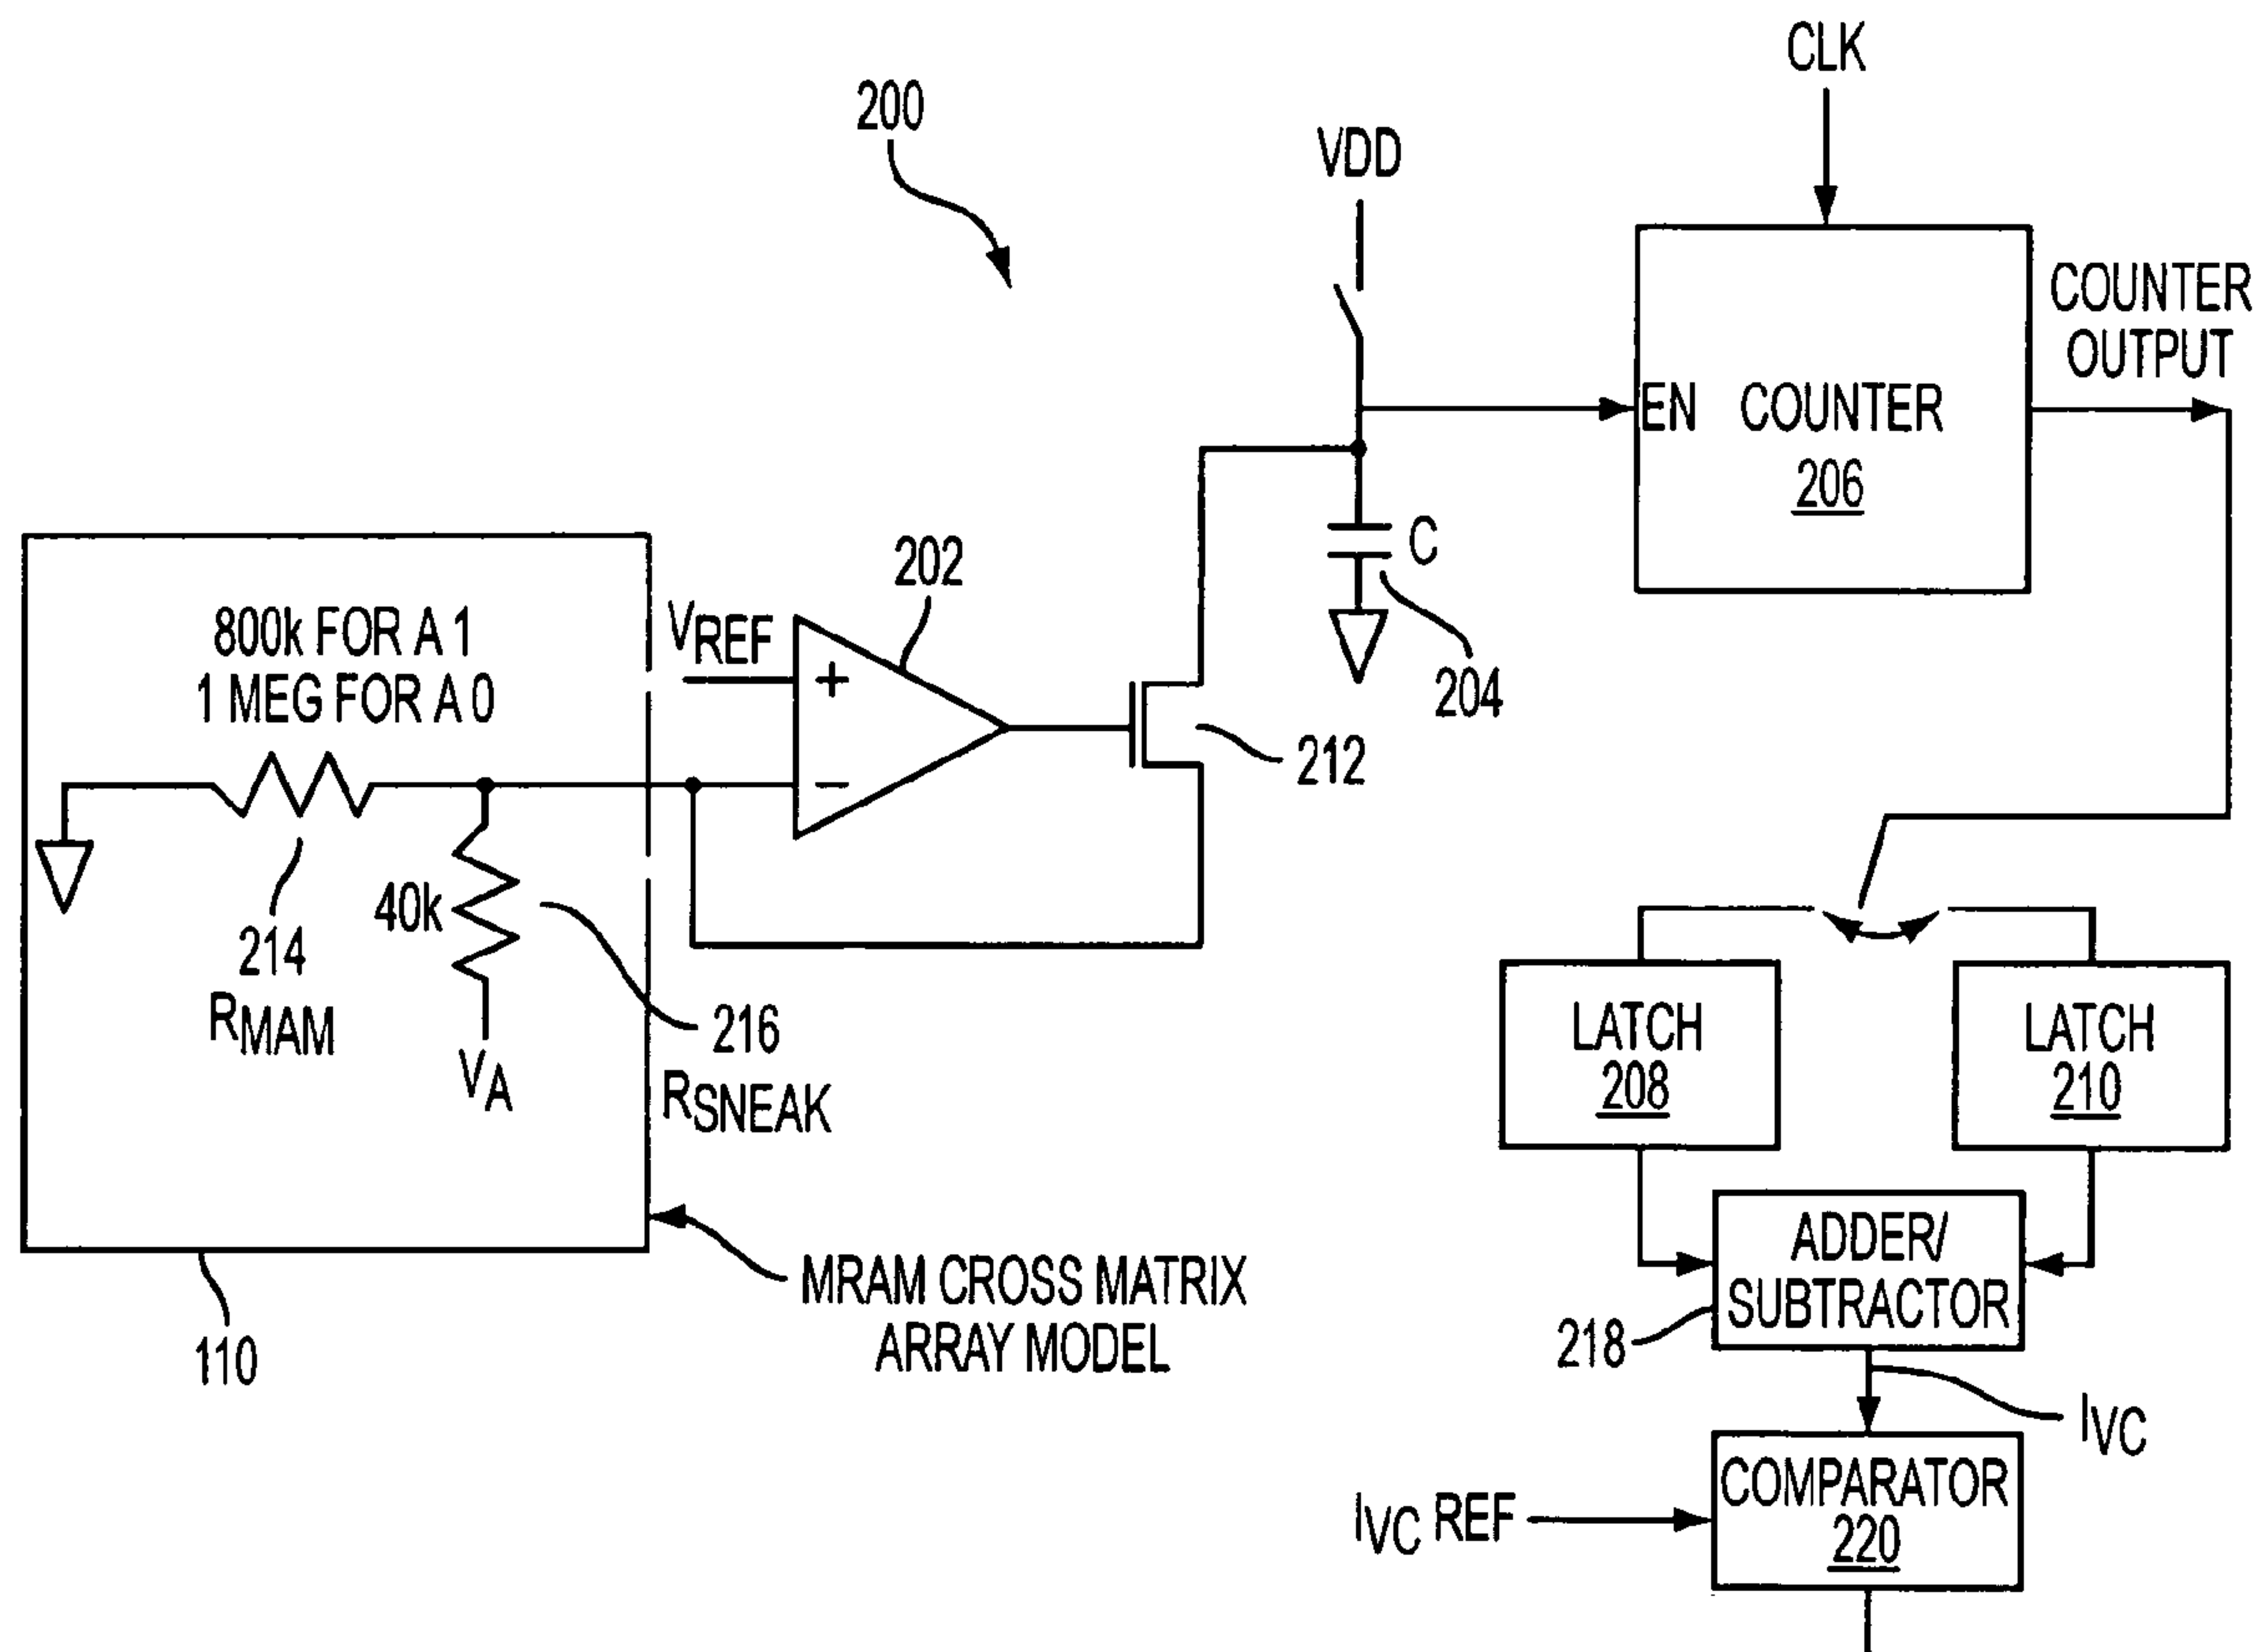 CLK
200
VDD
COUNTER
OUTPUT
EN COUNTER
206
C
204
202
VREF
+
−
212
800k FOR A 1
1 MEG FOR A 0
40k
214
RMAM
216
RSNEAK
VA
LATCH
208
LATCH
210
ADDER/
SUBTRACTOR
218
MRAM CROSS MATRIX
ARRAY MODEL
110
IVC
COMPARATOR
220
IVC REF